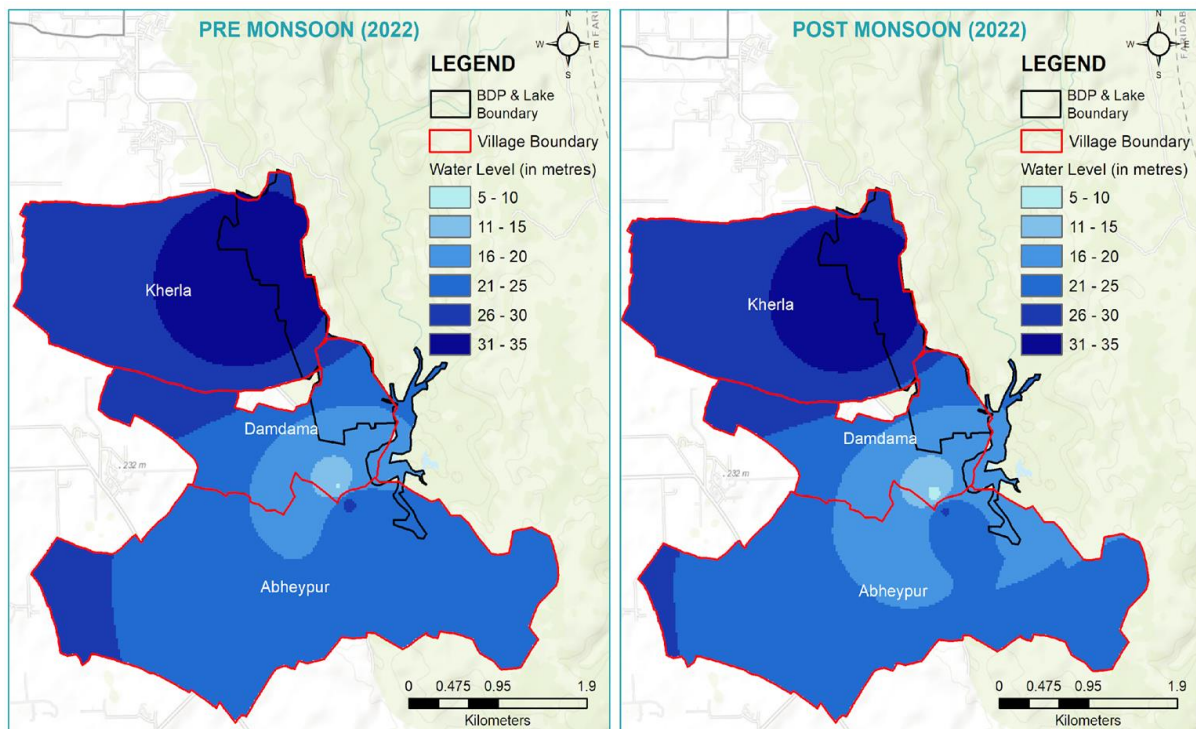 PRE MONSOON (2022)
N
W
E
S
LEGEND
BDP & Lake
Boundary
Village Boundary
Water Level (in metres)
5 - 10
11 - 15
16 - 20
21 - 25
26 - 30
31 - 35
Kherla
Damdama
232 m
Abheypur
0 0.475 0.95 1.9
Kilometers
POST MONSOON (2022)
N
W
E
S
FARIDAB
LEGEND
BDP & Lake
Boundary
Village Boundary
Water Level (in metres)
5 - 10
11 - 15
16 - 20
21 - 25
26 - 30
31 - 35
Kherla
Damdama
232 m
Abheypur
0 0.475 0.95 1.9
Kilometers